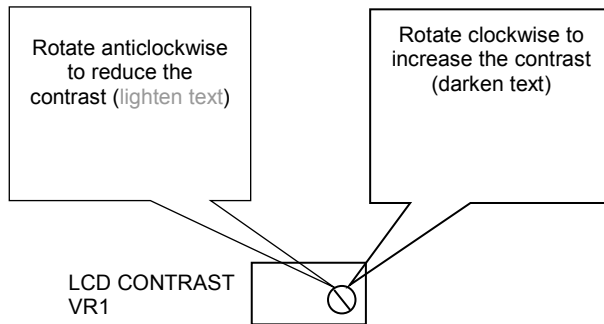 Rotate anticlockwise
to reduce the
contrast (lighten text)
Rotate clockwise to
increase the contrast
(darken text)
LCD CONTRAST
VR1